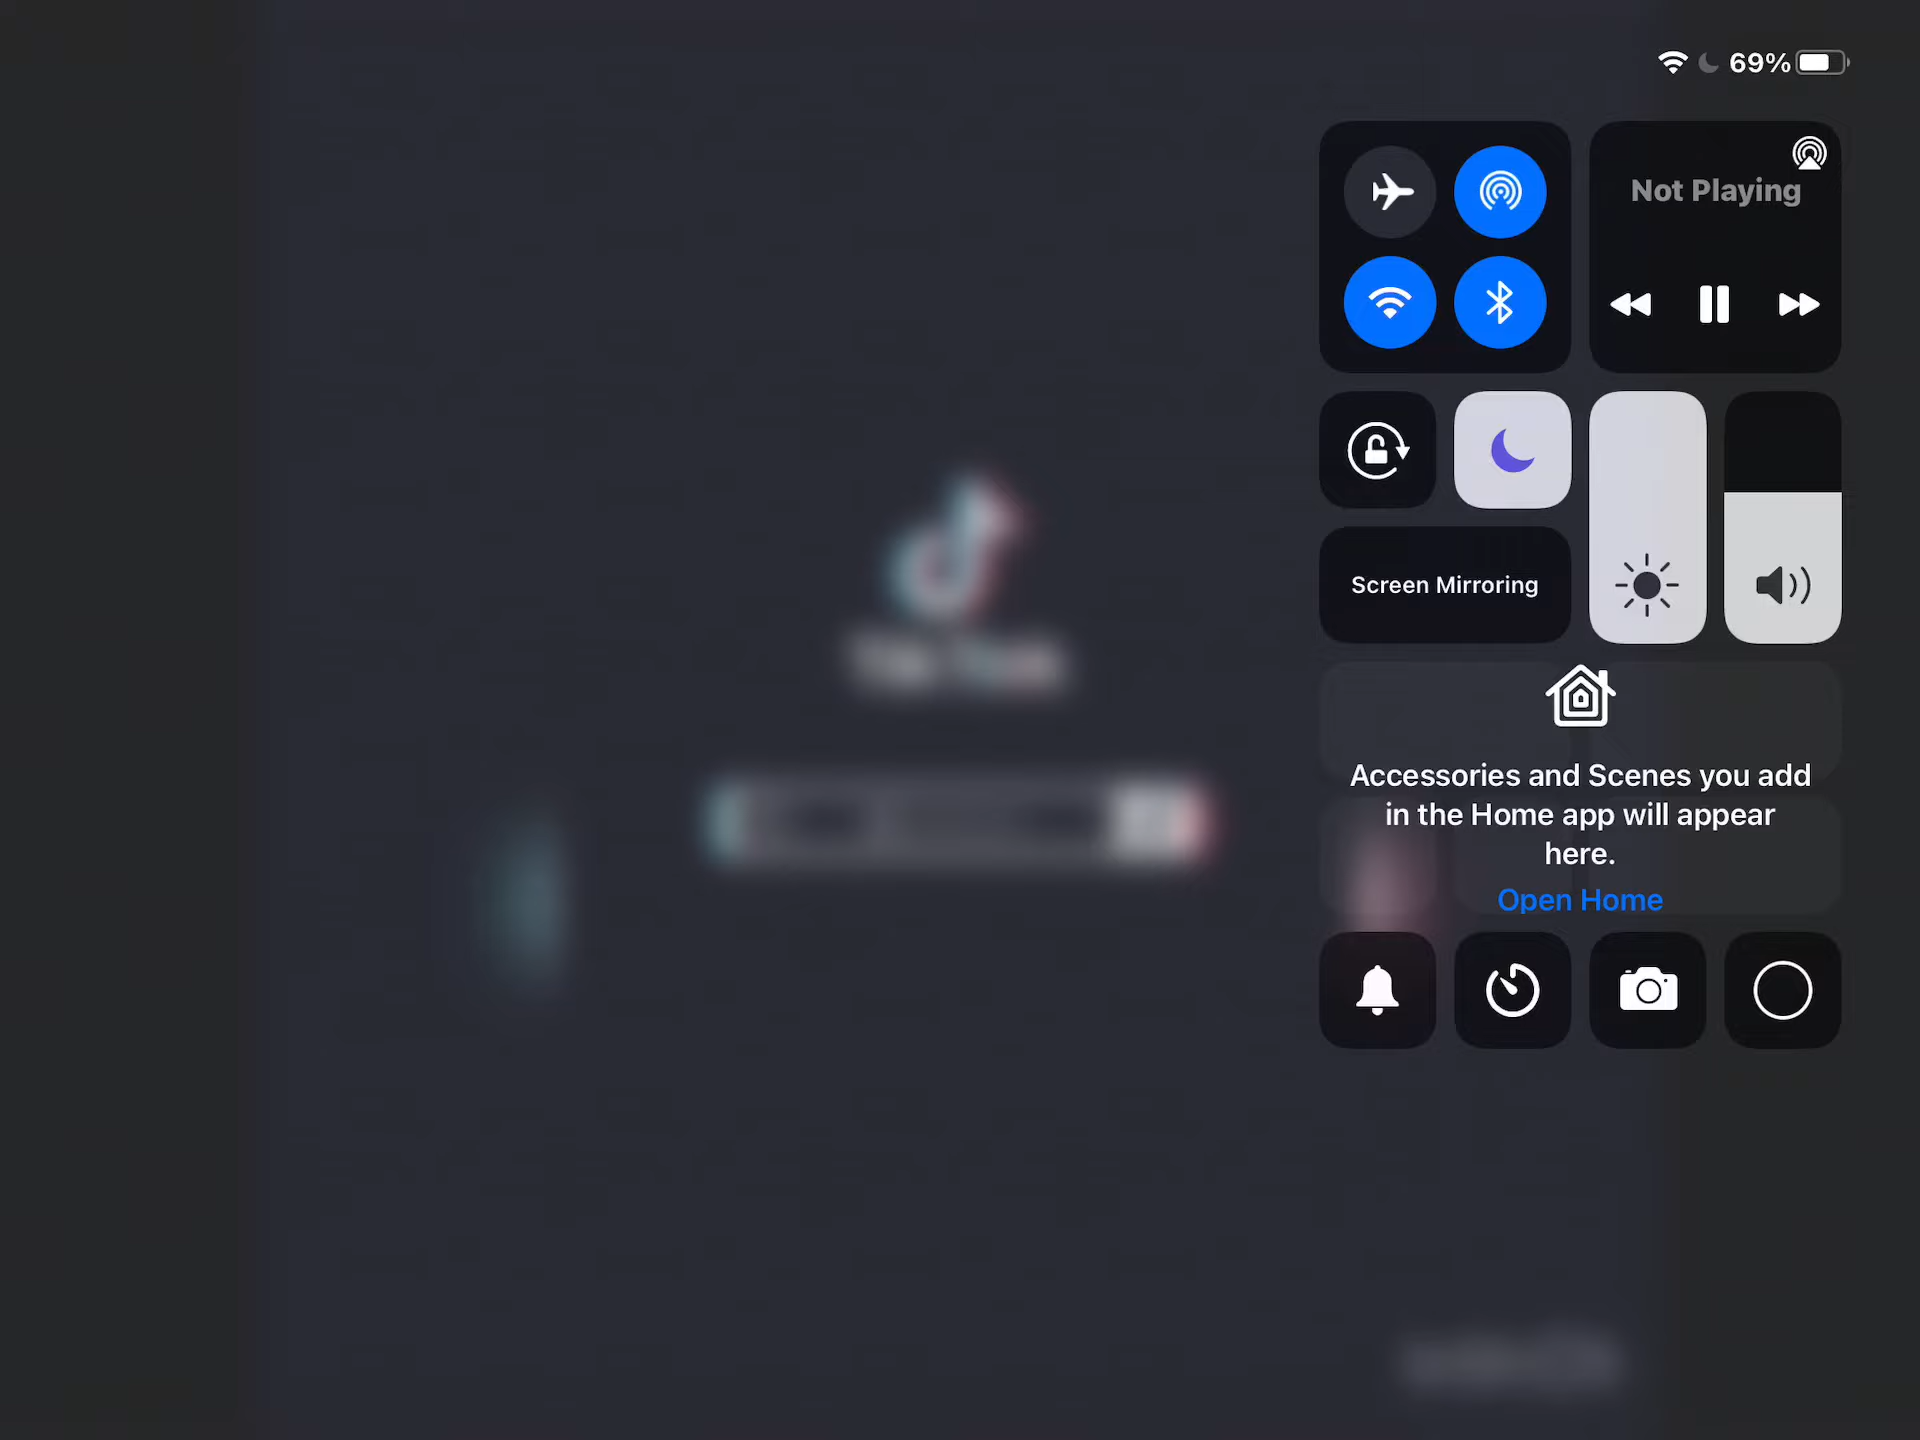 69%
Not Playing
Screen Mirroring
Accessories and Scenes you add
in the Home app will appear
here.
Open Home